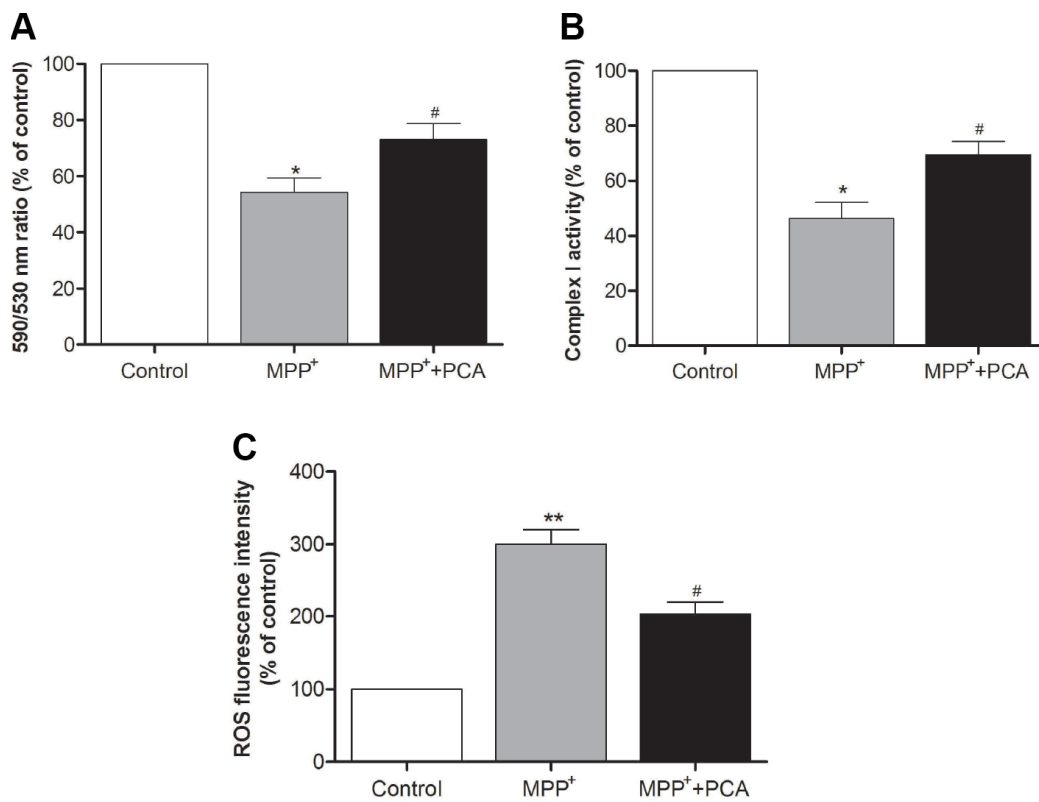 A
590/530 nm ratio (% of control)
100
80
60
40
20
0
*
#
Control
MPP+
MPP++PCA
B
Complex I activity (% of control)
100
80
60
40
20
0
*
#
Control
MPP+
MPP++PCA
C
ROS fluorescence intensity
(% of control)
400
300
200
100
0
**
#
Control
MPP+
MPP++PCA